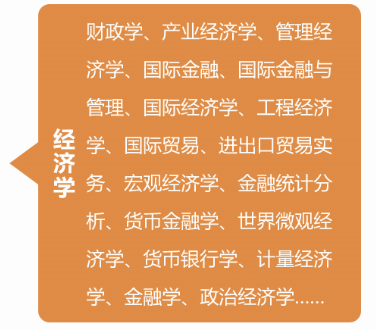 经济学
财政学、产业经济学、管理经
济学、国际金融、国际金融与
管理、国际经济学、工程经济
学、国际贸易、进出口贸易实
务、宏观经济学、金融统计分
析、货币金融学、世界微观经
济学、货币银行学、计量经济
学、金融学、政治经济学......